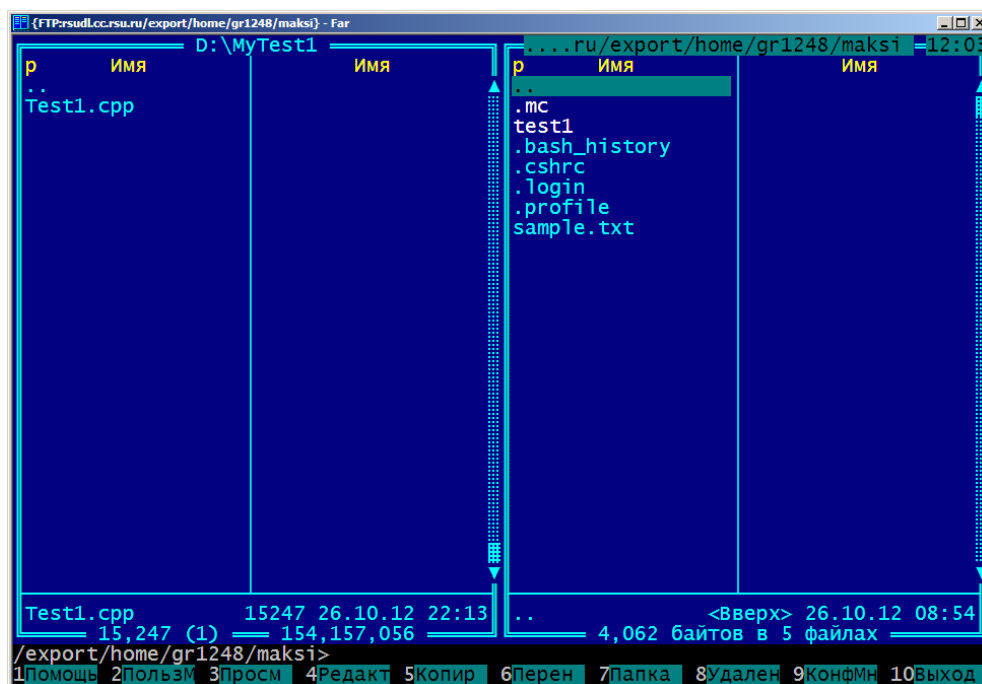 {FTP:rsudl.cc.rsu.ru/export/home/gr1248/maksi} - Far
D:\MyTest1
р Имя Имя
..
Test1.cpp
Test1.cpp 15247 26.10.12 22:13
15,247 (1) 154,157,056
....ru/export/home/gr1248/maksi 12:03
р Имя Имя
..
.mc
test1
.bash_history
.cshrc
.login
.profile
sample.txt
.. <Вверх> 26.10.12 08:54
4,062 байтов в 5 файлах
/export/home/gr1248/maksi>
1Помощь 2ПользМ 3Просм 4Редакт 5Копир 6Перен 7Папка 8Удален 9КонфМн 10Выход